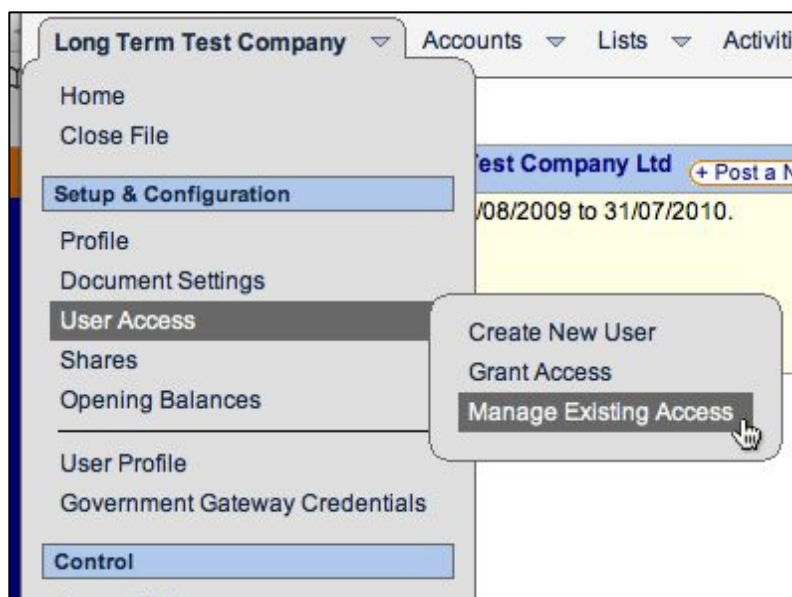 Long Term Test Company Accounts Lists Activiti
Home
Close File
Test Company Ltd + Post a N
Setup & Configuration
/08/2009 to 31/07/2010.
Profile
Document Settings
User Access
Create New User
Shares
Grant Access
Opening Balances
Manage Existing Access
User Profile
Government Gateway Credentials
Control